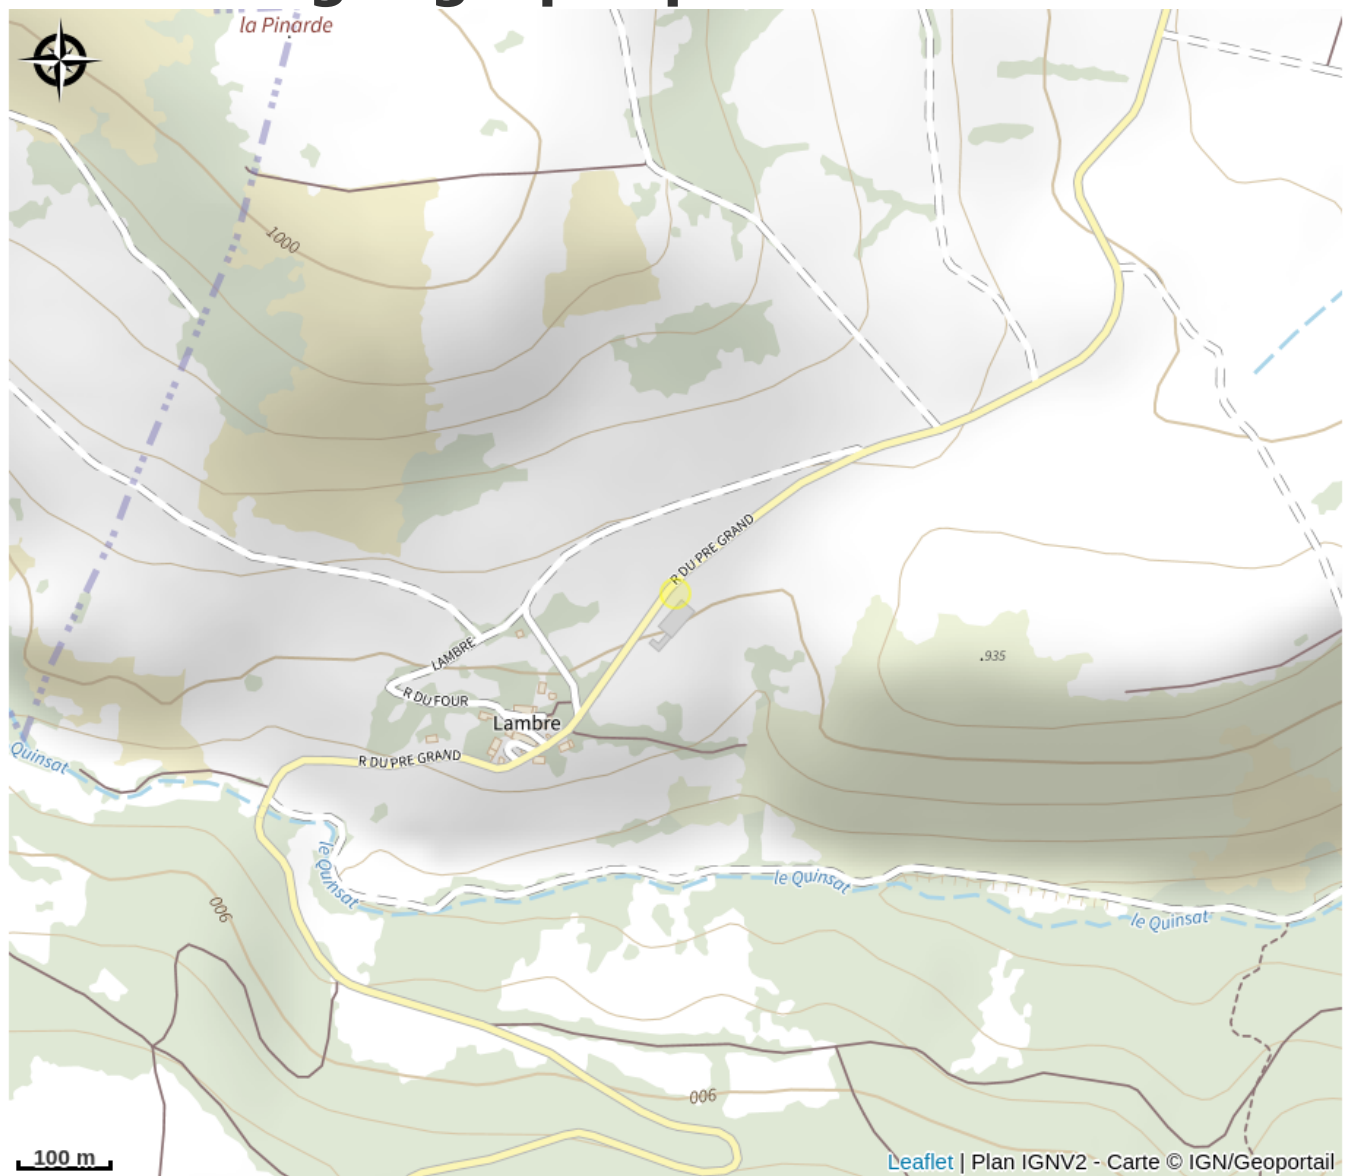 la Pinarde
1000
R DU PRE GRAND
LAMBRE
R DU FOUR
Lambre
R DU PRE GRAND
.935
Quinsat
le Quinsat
le Quinsat
le Quinsat
900
900
100 m
Leaflet | Plan IGNV2 - Carte © IGN/Geoportail